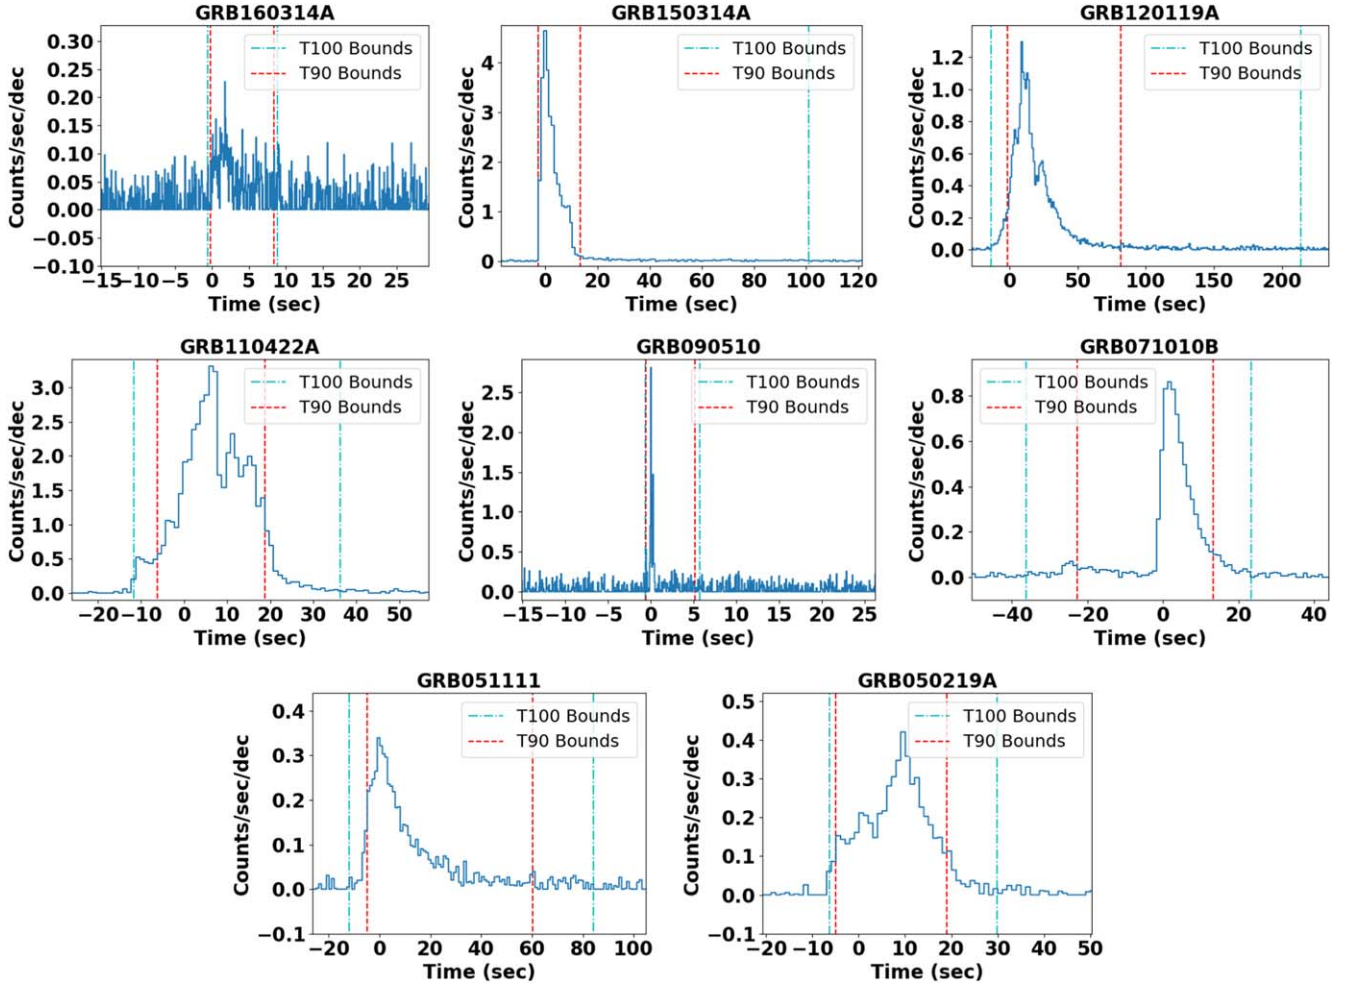 GRB160314A
Counts/sec/dec
0.30
0.25
0.20
0.15
0.10
0.05
0.00
−0.05
−0.10
T100 Bounds
T90 Bounds
−15 −10 −5 0 5 10 15 20 25
Time (sec)
GRB150314A
Counts/sec/dec
4
3
2
1
0
T100 Bounds
T90 Bounds
0 20 40 60 80 100 120
Time (sec)
GRB120119A
Counts/sec/dec
1.2
1.0
0.8
0.6
0.4
0.2
0.0
T100 Bounds
T90 Bounds
0 50 100 150 200
Time (sec)
GRB110422A
Counts/sec/dec
3.0
2.5
2.0
1.5
1.0
0.5
0.0
T100 Bounds
T90 Bounds
−20 −10 0 10 20 30 40 50
Time (sec)
GRB090510
Counts/sec/dec
2.5
2.0
1.5
1.0
0.5
0.0
T100 Bounds
T90 Bounds
−15 −10 −5 0 5 10 15 20 25
Time (sec)
GRB071010B
Counts/sec/dec
0.8
0.6
0.4
0.2
0.0
T100 Bounds
T90 Bounds
−40 −20 0 20 40
Time (sec)
GRB051111
Counts/sec/dec
0.4
0.3
0.2
0.1
0.0
−0.1
T100 Bounds
T90 Bounds
−20 0 20 40 60 80 100
Time (sec)
GRB050219A
Counts/sec/dec
0.5
0.4
0.3
0.2
0.1
0.0
−0.1
T100 Bounds
T90 Bounds
−20 −10 0 10 20 30 40 50
Time (sec)